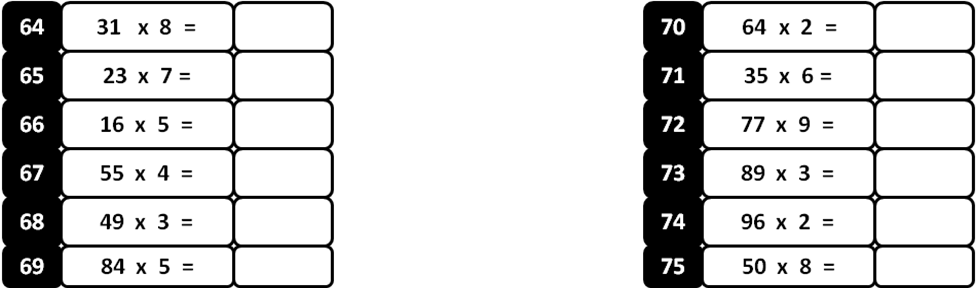 64 31 x 8 =
65 23 x 7 =
66 16 x 5 =
67 55 x 4 =
68 49 x 3 =
69 84 x 5 =
70 64 x 2 =
71 35 x 6 =
72 77 x 9 =
73 89 x 3 =
74 96 x 2 =
75 50 x 8 =